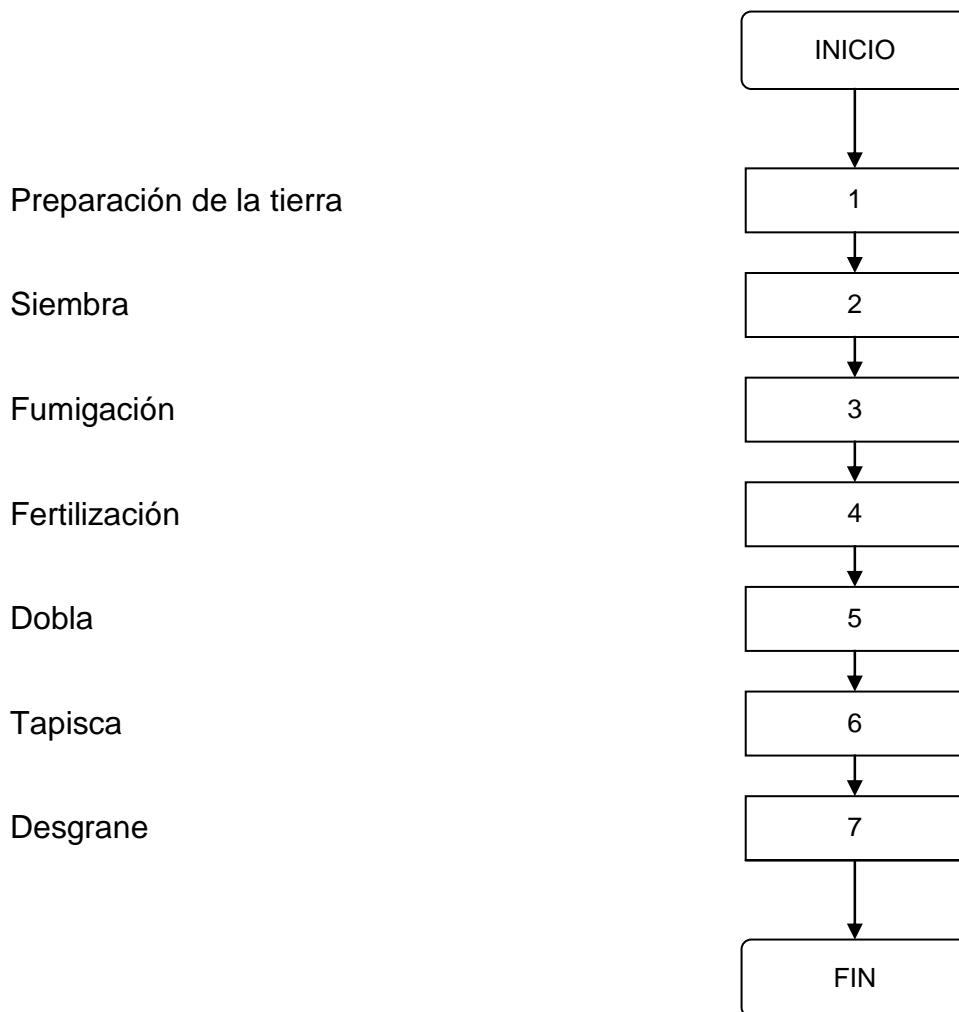 INICIO
Preparación de la tierra 1
Siembra 2
Fumigación 3
Fertilización 4
Dobla 5
Tapisca 6
Desgrane 7
FIN